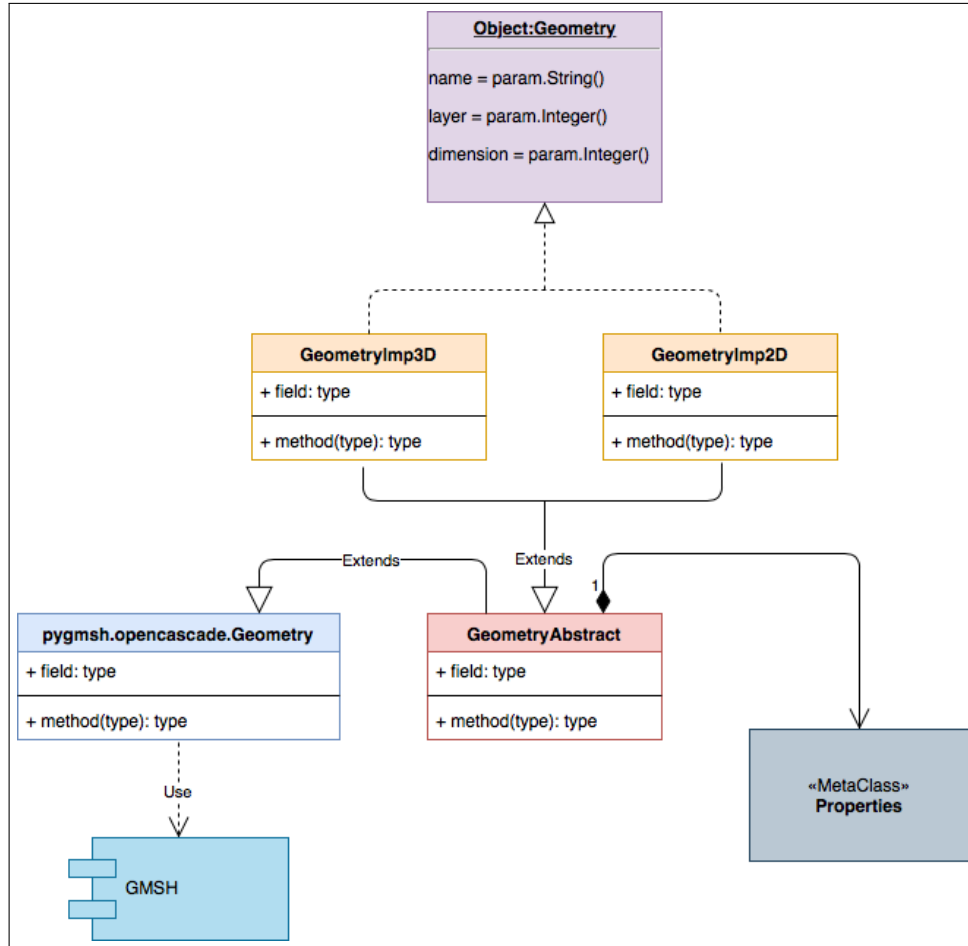 Object:Geometry
name = param.String()
layer = param.Integer()
dimension = param.Integer()
GeometryImp3D
+ field: type
+ method(type): type
GeometryImp2D
+ field: type
+ method(type): type
Extends
Extends
1
pygmsh.opencascade.Geometry
+ field: type
+ method(type): type
GeometryAbstract
+ field: type
+ method(type): type
Use
«MetaClass»
Properties
GMSH